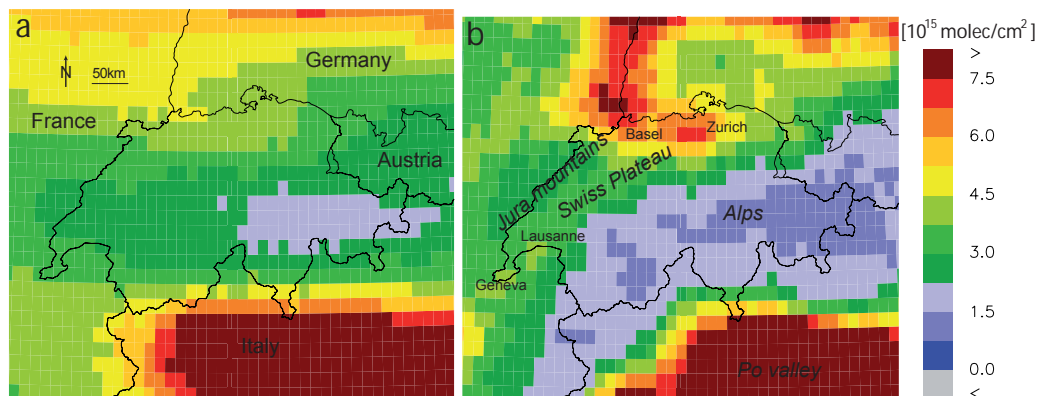 a
N
50km
Germany
France
Austria
Italy
b
Basel
Zurich
Jura mountains
Swiss Plateau
Alps
Lausanne
Geneva
Po valley
[10^15 molec/cm^2]
>
7.5
6.0
4.5
3.0
1.5
0.0
<